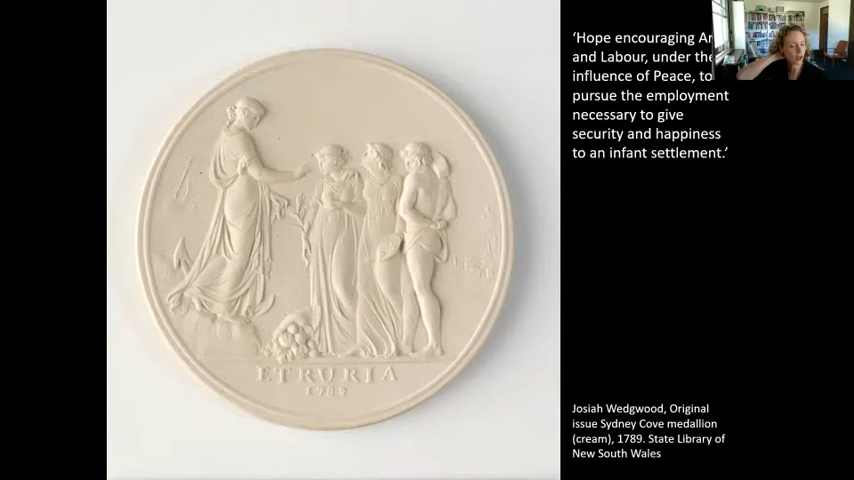 'Hope encouraging
and Labour, under the
influence of Peace, to
pursue the employment
necessary to give
security and happiness
to an infant settlement.'
ETRURIA
1789
Josiah Wedgwood, Original
issue Sydney Cove medallion
(cream), 1789. State Library of
New South Wales